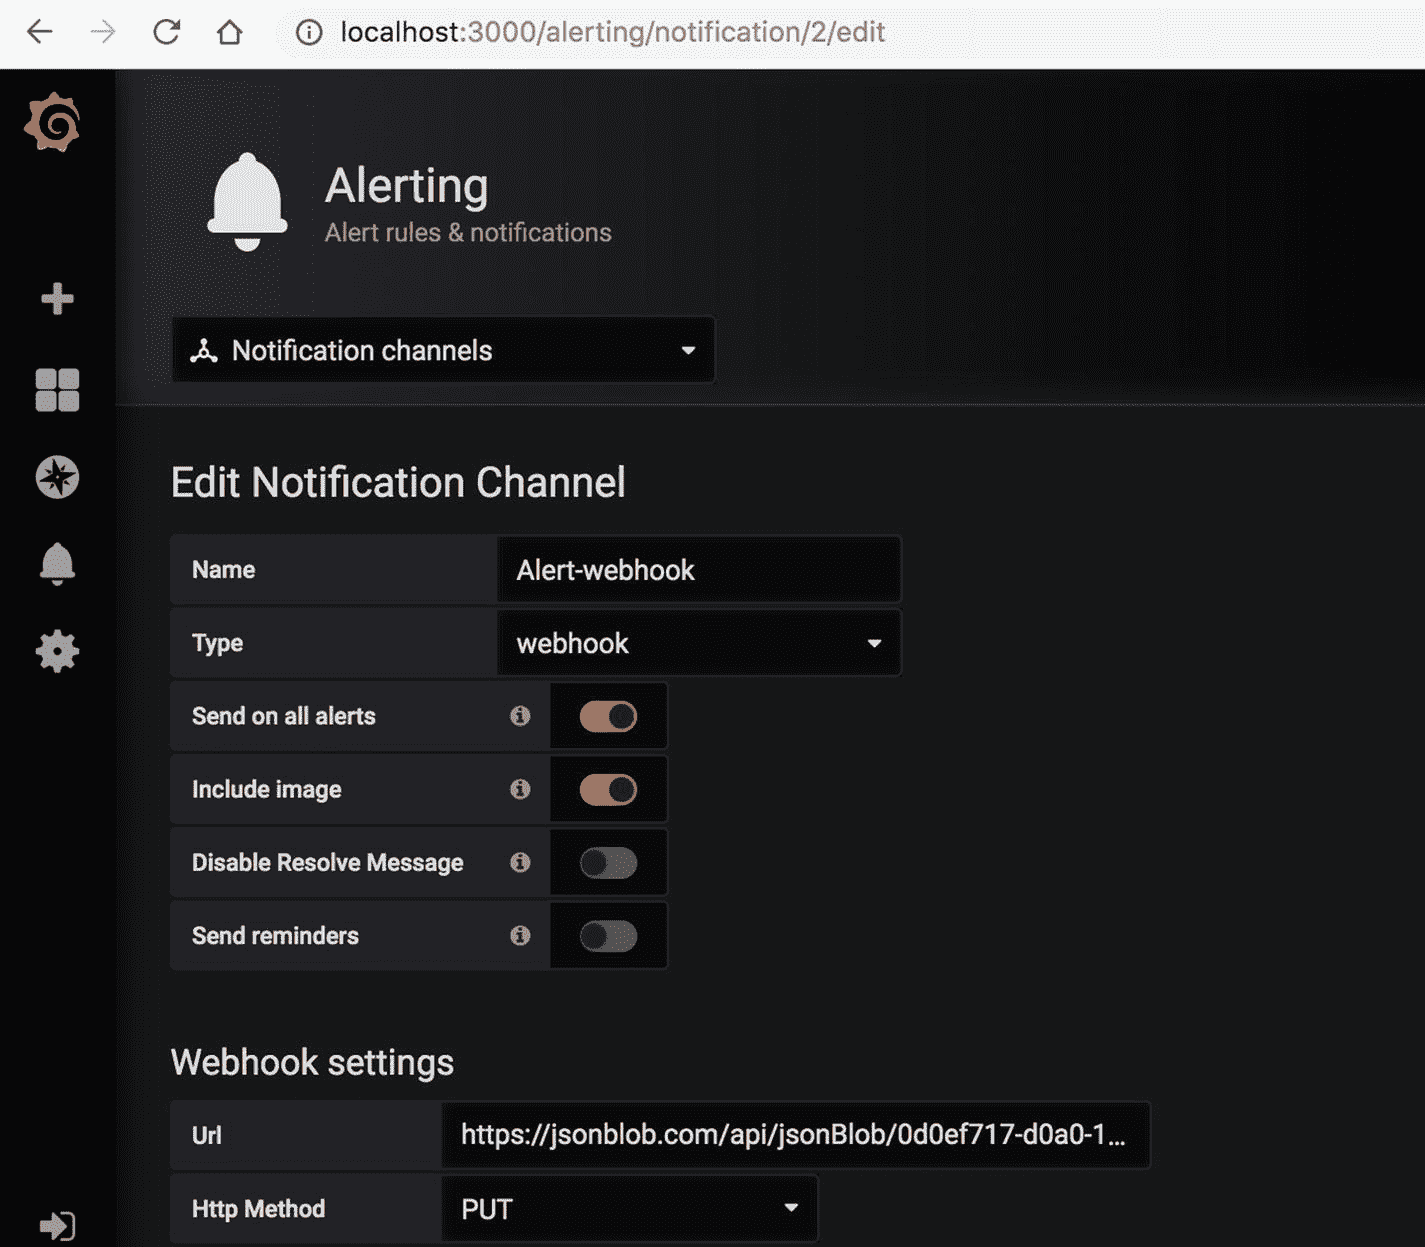 localhost:3000/alerting/notification/2/edit
Alerting
Alert rules & notifications
Notification channels
Edit Notification Channel
Name Alert-webhook
Type webhook
Send on all alerts
Include image
Disable Resolve Message
Send reminders
Webhook settings
Url https://jsonblob.com/api/jsonBlob/0d0ef717-d0a0-1...
Http Method PUT